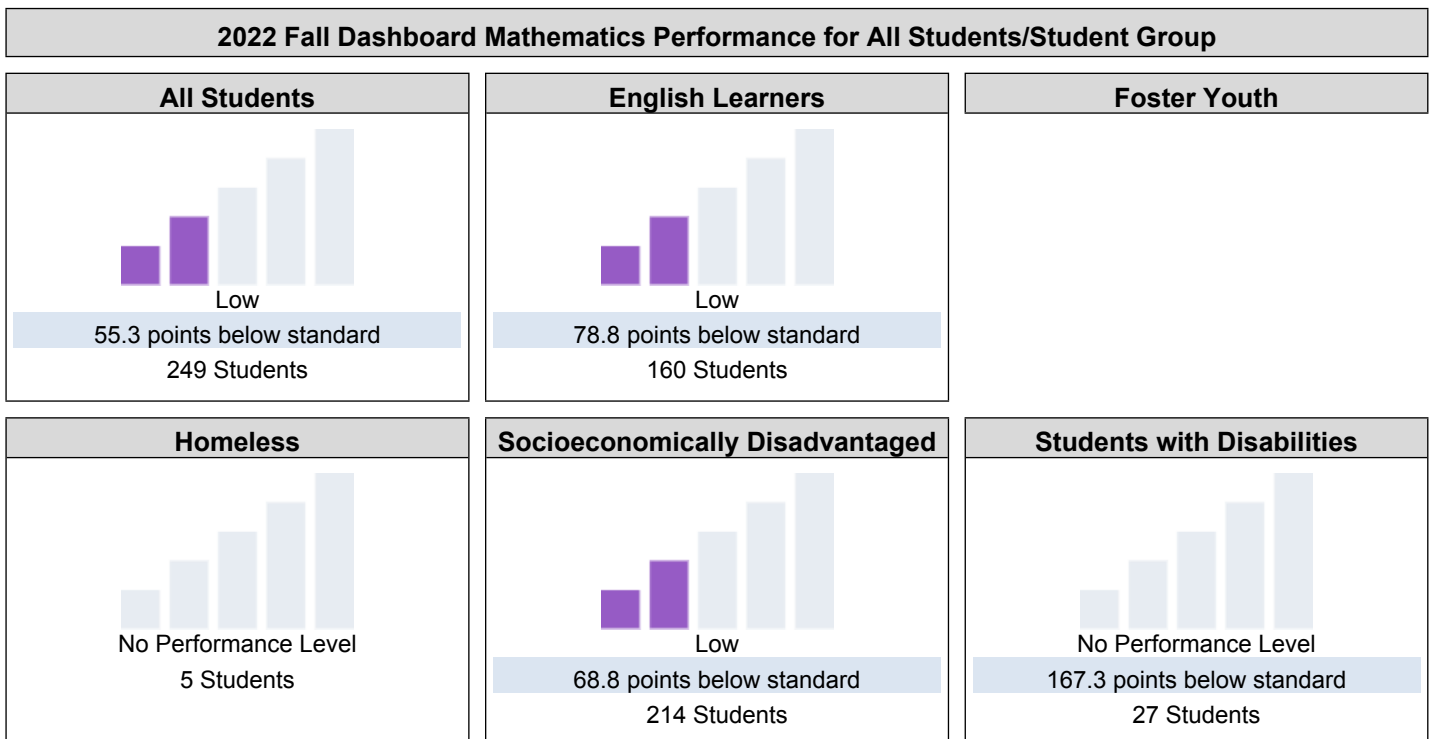 2022 Fall Dashboard Mathematics Performance for All Students/Student Group
All Students
Low
55.3 points below standard
249 Students
English Learners
Low
78.8 points below standard
160 Students
Foster Youth
Homeless
No Performance Level
5 Students
Socioeconomically Disadvantaged
Low
68.8 points below standard
214 Students
Students with Disabilities
No Performance Level
167.3 points below standard
27 Students